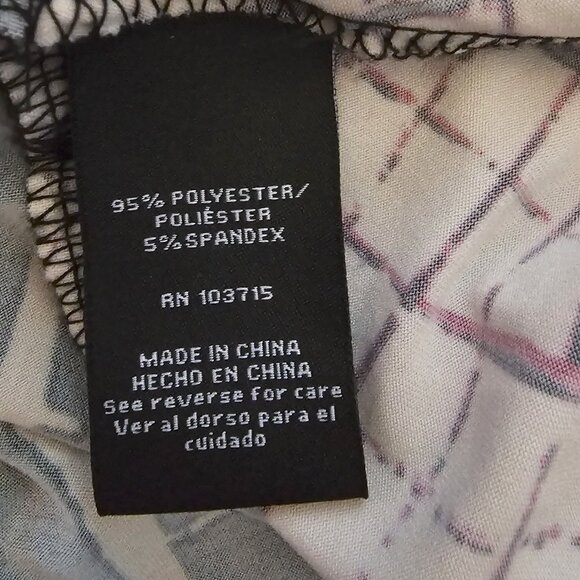 95% POLYESTER/
POLIÉSTER
5%SPANDEX
RN 103715
MADE IN CHINA
HECHO EN CHINA
See reverse for care
Ver al dorso para el
cuidado